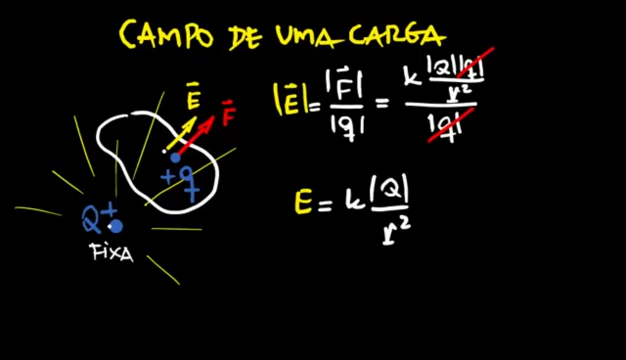 CAMPO DE UMA CARGA
|E⃗| = |F⃗| / |q| = k |Q||q| / r² / |q|
E⃗
F⃗
+q
Q+
FIXA
E = k |Q| / r²